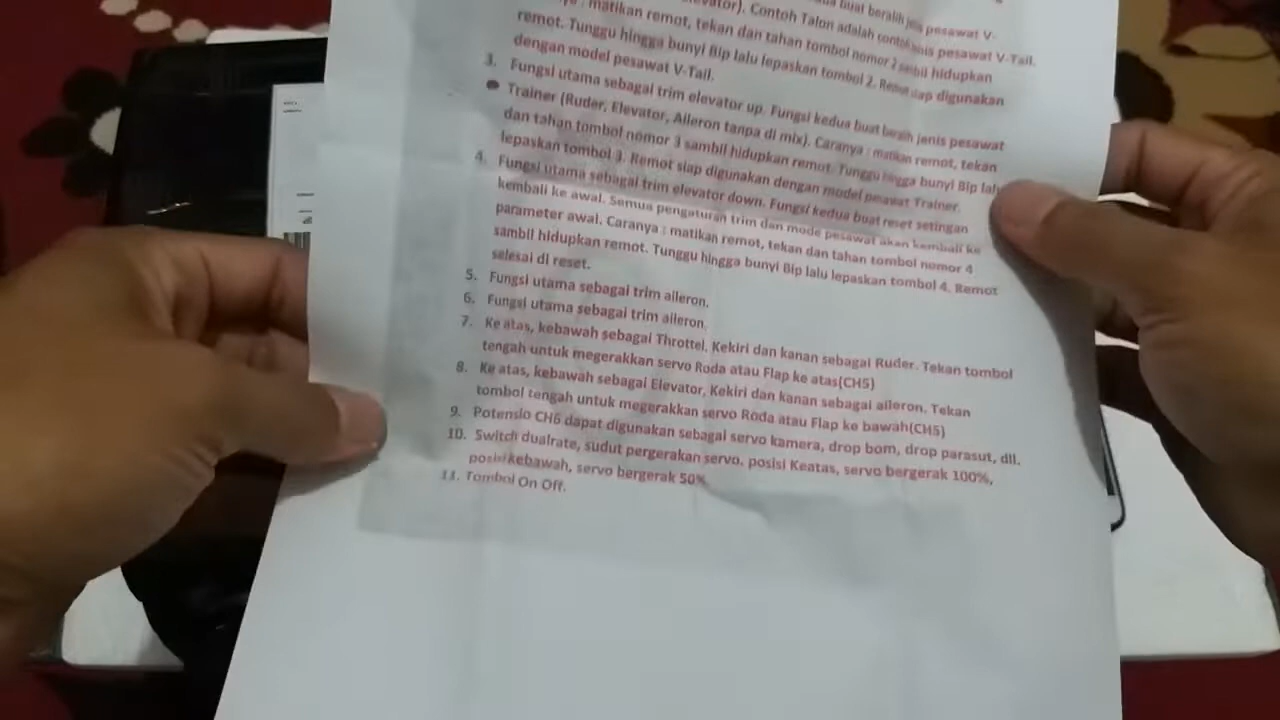 buat beralih jenis pesawat V-
Contoh Talon adalah contoh jenis pesawat V-Tail.
: matikan remot, tekan dan tahan tombol nomor 2 sambil hidupkan
remot. Tunggu hingga bunyi Bip lalu lepaskan tombol 2. Remot siap digunakan
dengan model pesawat V-Tail.
3. Fungsi utama sebagai trim elevator up. Fungsi kedua buat beralih jenis pesawat
Trainer (Ruder, Elevator, Aileron tanpa di mix). Caranya : matikan remot, tekan
dan tahan tombol nomor 3 sambil hidupkan remot. Tunggu hingga bunyi Bip lalu
lepaskan tombol 3. Remot siap digunakan dengan model pesawat Trainer.
4. Fungsi utama sebagai trim elevator down. Fungsi kedua buat reset setingan
kembali ke awal. Semua pengaturan trim dan mode pesawat akan kembali ke
parameter awal. Caranya : matikan remot, tekan dan tahan tombol nomor 4
sambil hidupkan remot. Tunggu hingga bunyi Bip lalu lepaskan tombol 4. Remot
selesai di reset.
5. Fungsi utama sebagai trim aileron.
6. Fungsi utama sebagai trim aileron.
7. Ke atas, kebawah sebagai Throttel, Kekiri dan kanan sebagai Ruder. Tekan tombol
tengah untuk megerakkan servo Roda atau Flap ke atas(CH5)
8. Ke atas, kebawah sebagai Elevator, Kekiri dan kanan sebagai aileron. Tekan
tombol tengah untuk megerakkan servo Roda atau Flap ke bawah(CH5)
9. Potensio CH6 dapat digunakan sebagai servo kamera, drop bom, drop parasut, dll.
10. Switch dualrate, sudut pergerakan servo. posisi Keatas, servo bergerak 100%,
posisi kebawah, servo bergerak 50%
11. Tombol On Off.